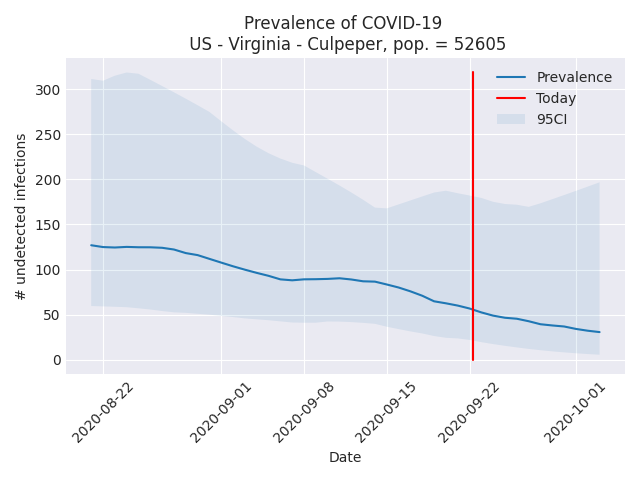 Prevalence of COVID-19
US - Virginia - Culpeper, pop. = 52605
Prevalence
Today
95CI
# undetected infections
300
250
200
150
100
50
0
2020-08-22
2020-09-01
2020-09-08
2020-09-15
2020-09-22
2020-10-01
Date